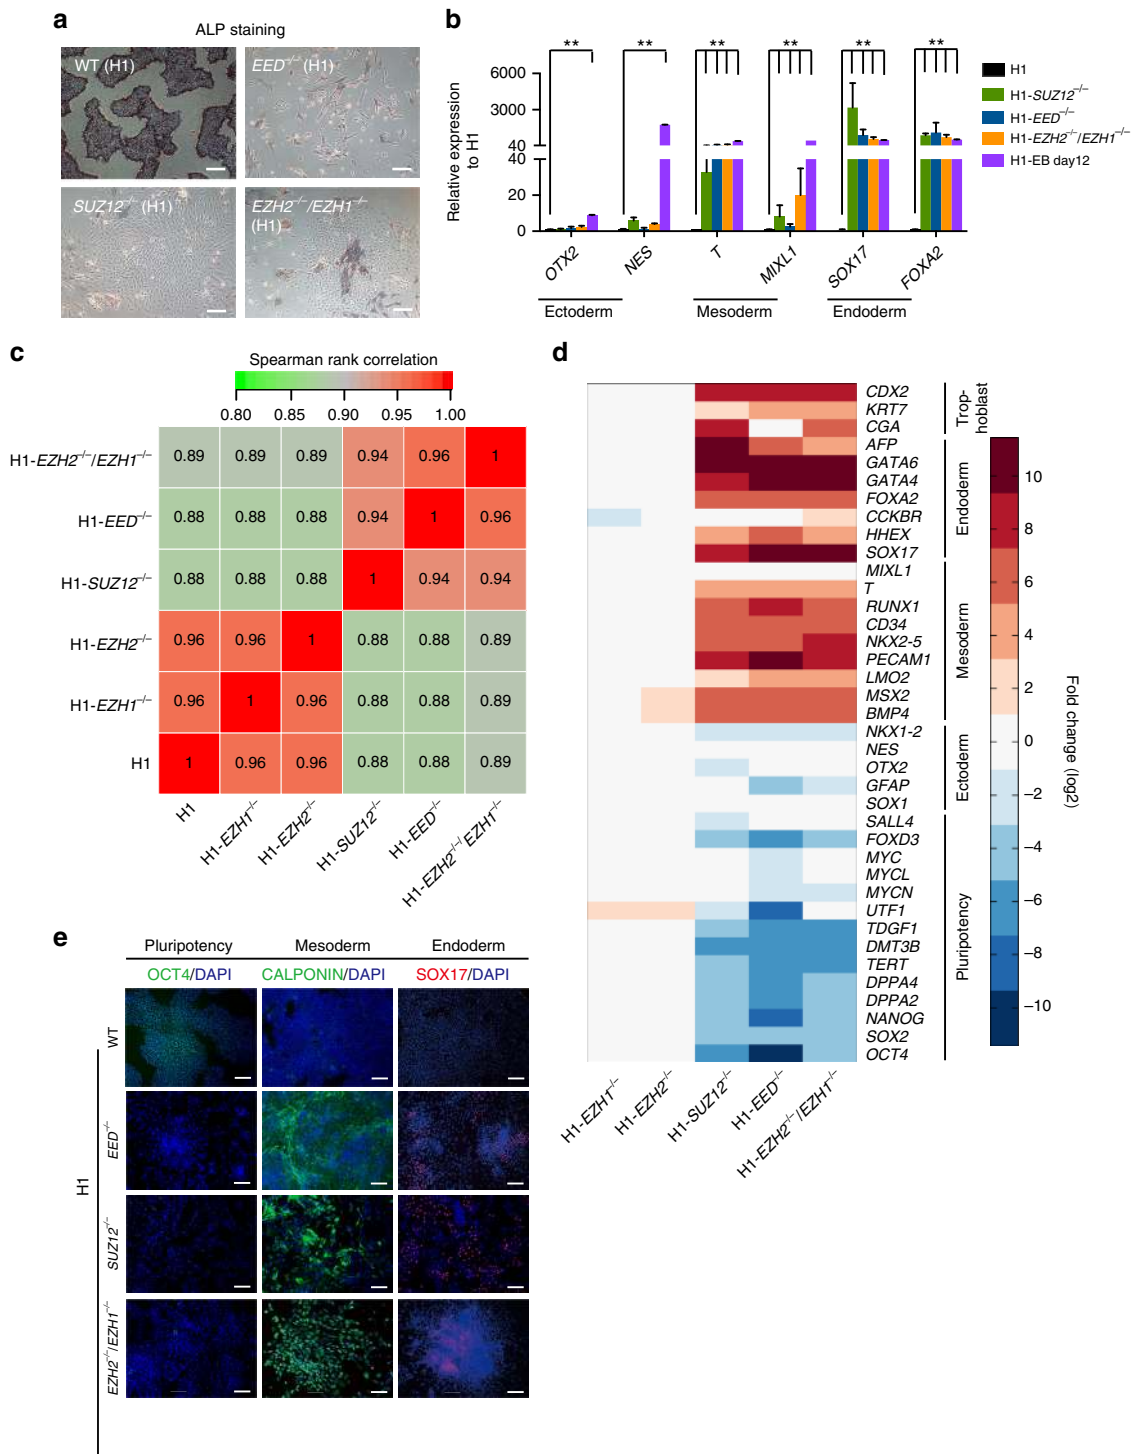 a
ALP staining
WT (H1)
EED–/– (H1)
SUZ12–/– (H1)
EZH2–/–/EZH1–/–
(H1)
b
Relative expression
to H1
6000
3000
40
40
20
0
**
**
**
**
**
**
OTX2
NES
T
MIXL1
SOX17
FOXA2
Ectoderm
Mesoderm
Endoderm
H1
H1-SUZ12–/–
H1-EED–/–
H1-EZH2–/–/EZH1–/–
H1-EB day12
c
Spearman rank correlation
0.80 0.85 0.90 0.95 1.00
H1-EZH2–/–/EZH1–/– 0.89 0.89 0.89 0.94 0.96 1
H1-EED–/– 0.88 0.88 0.88 0.94 1 0.96
H1-SUZ12–/– 0.88 0.88 0.88 1 0.94 0.94
H1-EZH2–/– 0.96 0.96 1 0.88 0.88 0.89
H1-EZH1–/– 0.96 1 0.96 0.88 0.88 0.89
H1 1 0.96 0.96 0.88 0.88 0.89
H1
H1-EZH1–/–
H1-EZH2–/–
H1-SUZ12–/–
H1-EED–/–
H1-EZH2–/–/EZH1–/–
d
CDX2
KRT7
CGA
AFP
GATA6
GATA4
FOXA2
CCKBR
HHEX
SOX17
MIXL1
T
RUNX1
CD34
NKX2-5
PECAM1
LMO2
MSX2
BMP4
NKX1-2
NES
OTX2
GFAP
SOX1
SALL4
FOXD3
MYC
MYCL
MYCN
UTF1
TDGF1
DMT3B
TERT
DPPA4
DPPA2
NANOG
SOX2
OCT4
Trop-
hoblast
Endoderm
Mesoderm
Ectoderm
Pluripotency
10
8
6
4
2
0
–2
–4
–6
–8
–10
Fold change (log2)
H1-EZH1–/–
H1-EZH2–/–
H1-SUZ12–/–
H1-EED–/–
H1-EZH2–/–/EZH1–/–
e
Pluripotency Mesoderm Endoderm
OCT4/DAPI CALPONIN/DAPI SOX17/DAPI
H1
WT
EED–/–
SUZ12–/–
EZH2–/–/EZH1–/–